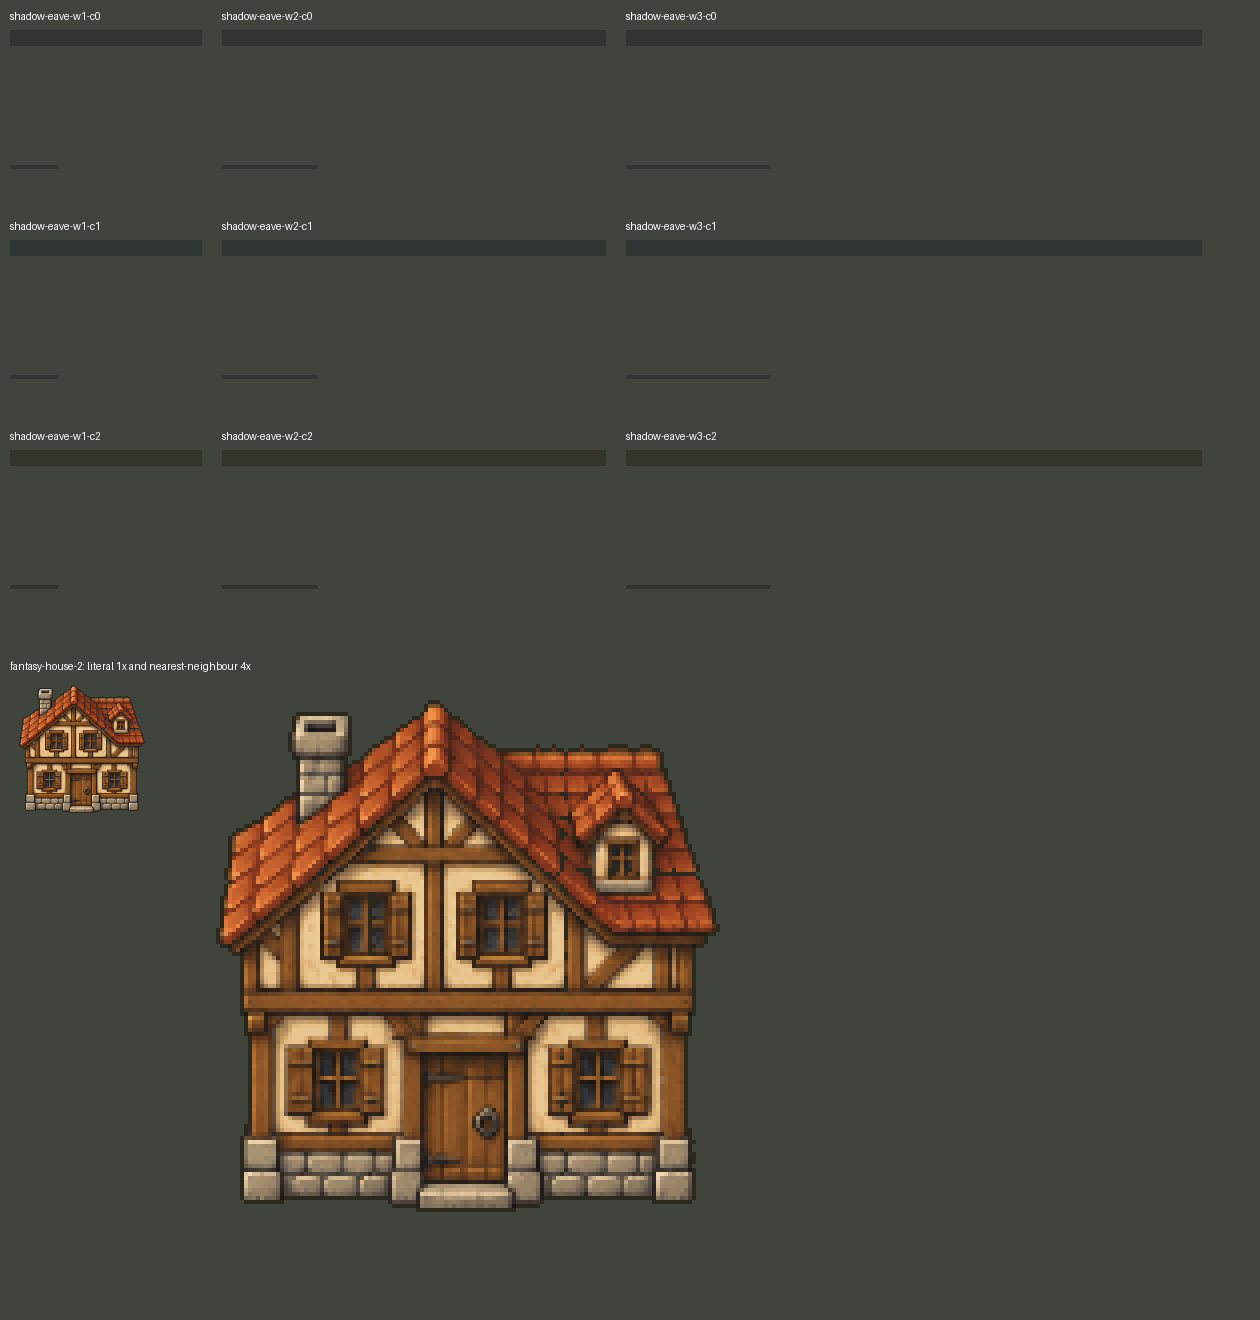 shadow-eave-w1-c0
shadow-eave-w2-c0
shadow-eave-w3-c0
shadow-eave-w1-c1
shadow-eave-w2-c1
shadow-eave-w3-c1
shadow-eave-w1-c2
shadow-eave-w2-c2
shadow-eave-w3-c2
fantasy-house-2: literal 1x and nearest-neighbour 4x